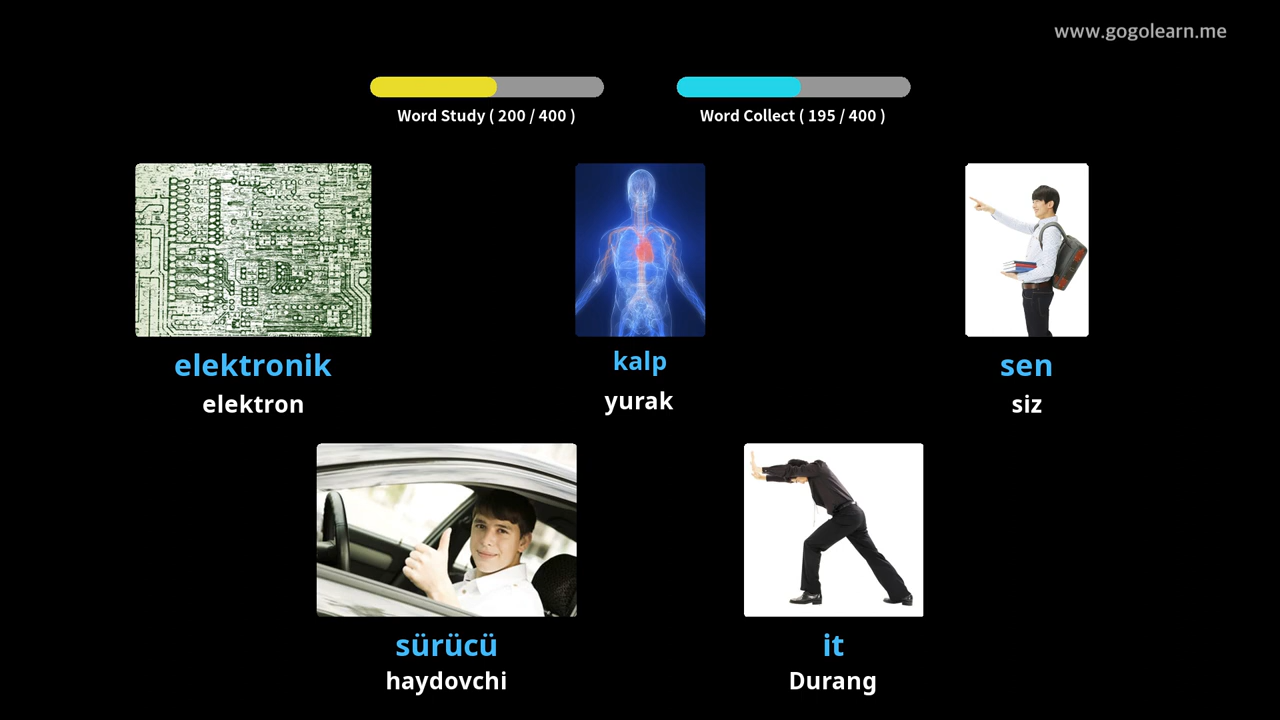 www.gogolearn.me
Word Study ( 200 / 400 )
Word Collect ( 195 / 400 )
elektronik
elektron
kalp
yurak
sen
siz
sürücü
haydovchi
it
Durang